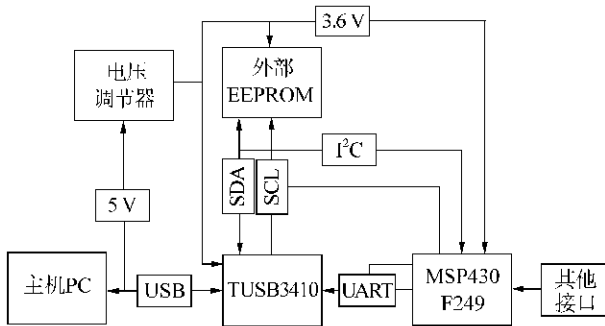 3.6 V
电压
调节器
外部
EEPROM
I²C
SDA
SCL
5 V
主机PC
USB
TUSB3410
UART
MSP430
F249
其他
接口